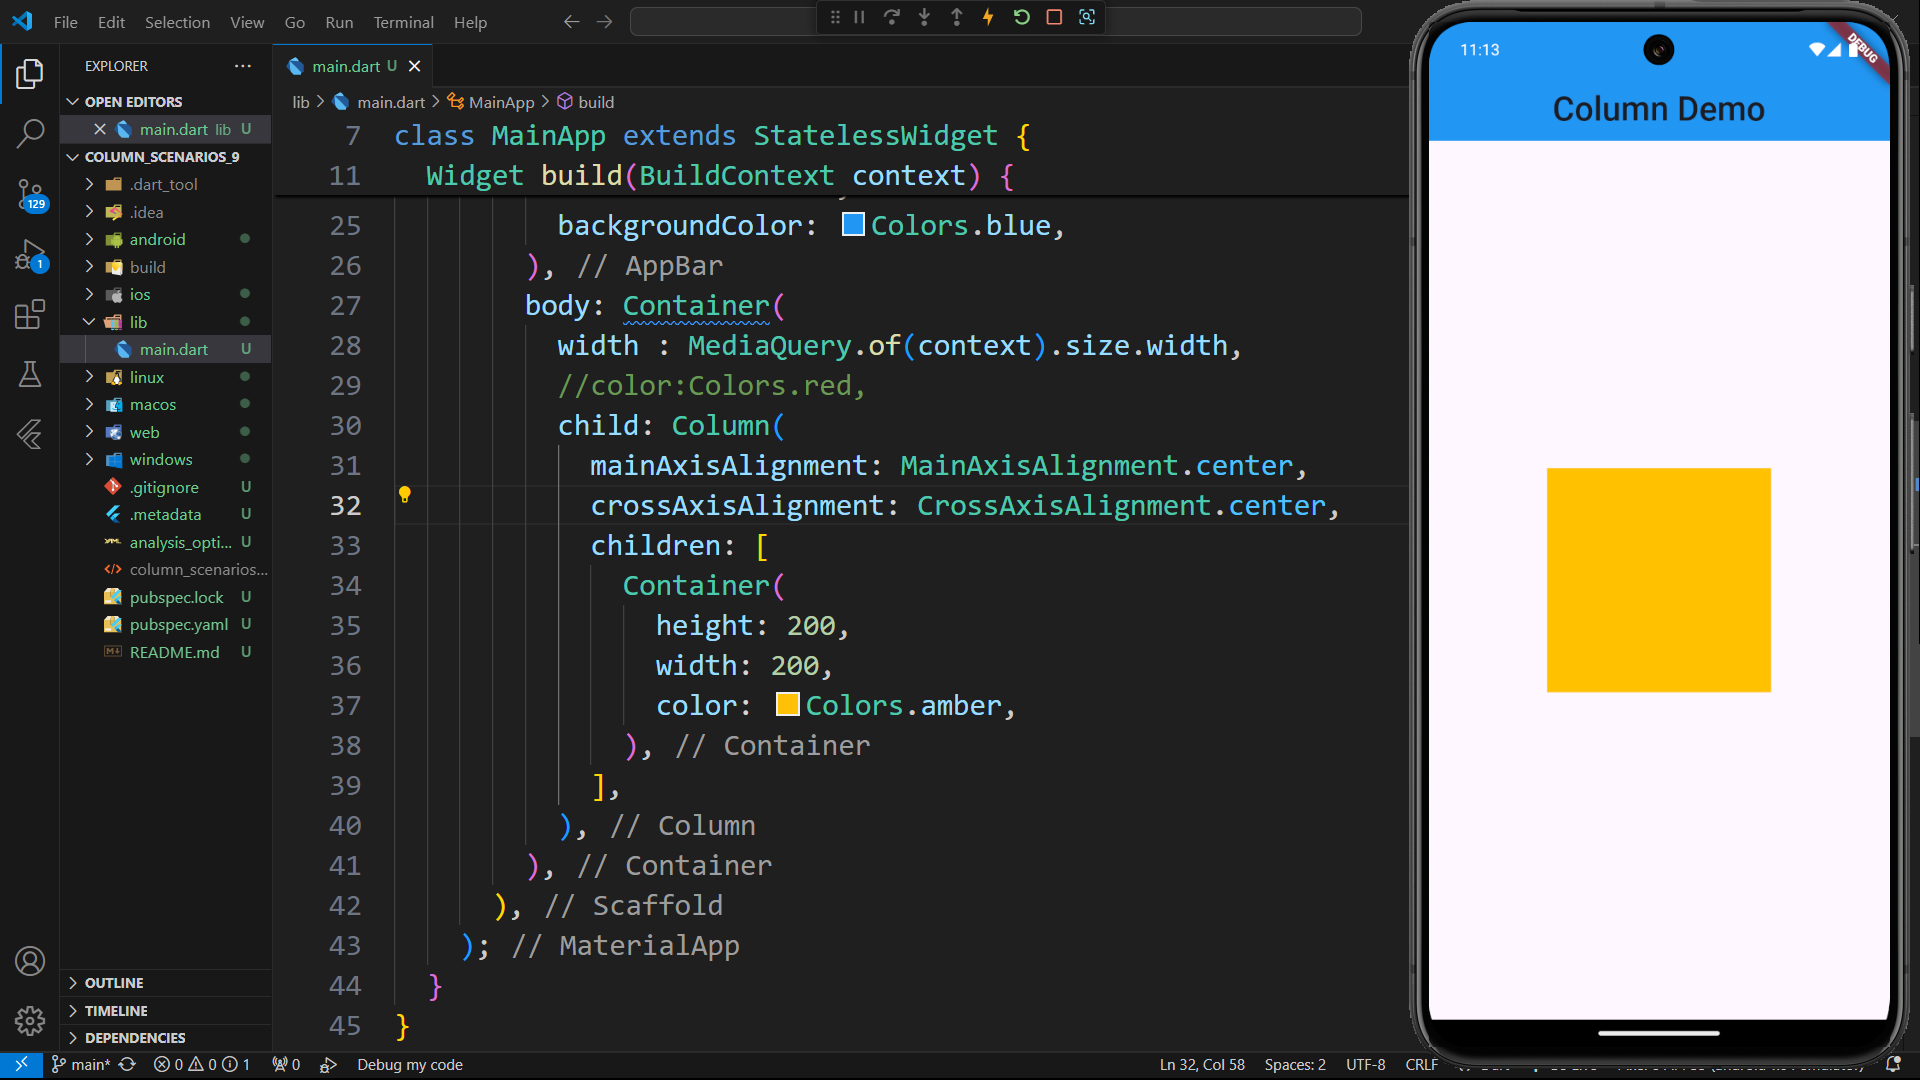 File Edit Selection View Go Run Terminal Help
EXPLORER
OPEN EDITORS
main.dart lib U
COLUMN_SCENARIOS_9
.dart_tool
.idea
android
build
ios
lib
main.dart U
linux
macos
web
windows
.gitignore U
.metadata U
analysis_opti... U
column_scenarios...
pubspec.lock U
pubspec.yaml U
README.md U
OUTLINE
TIMELINE
DEPENDENCIES
129
1
main.dart U
lib > main.dart > MainApp > build
7 class MainApp extends StatelessWidget {
11 Widget build(BuildContext context) {
25 backgroundColor: Colors.blue,
26 ), // AppBar
27 body: Container(
28 width : MediaQuery.of(context).size.width,
29 //color:Colors.red,
30 child: Column(
31 mainAxisAlignment: MainAxisAlignment.center,
32 crossAxisAlignment: CrossAxisAlignment.center,
33 children: [
34 Container(
35 height: 200,
36 width: 200,
37 color: Colors.amber,
38 ), // Container
39 ],
40 ), // Column
41 ), // Container
42 ), // Scaffold
43 ); // MaterialApp
44 }
45 }
11:13
DEBUG
Column Demo
main* 0 0 1 0 Debug my code
Ln 32, Col 58 Spaces: 2 UTF-8 CRLF